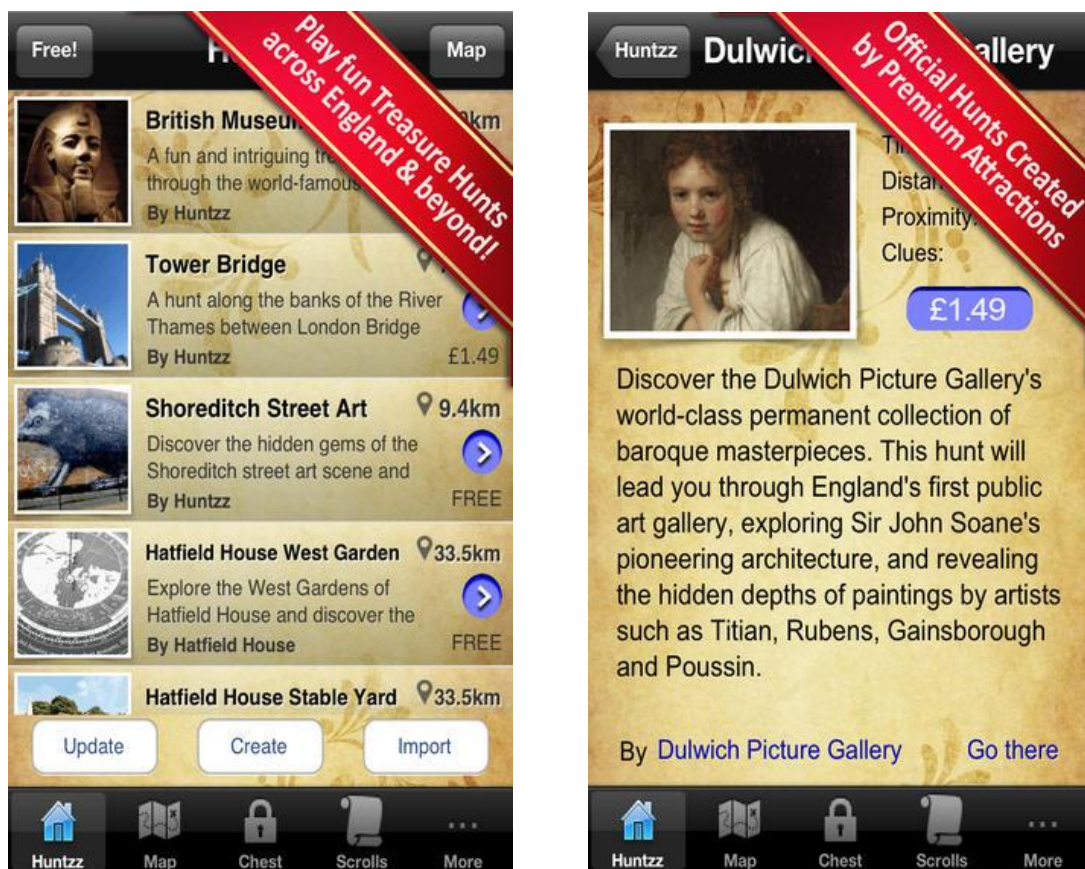 Free!
H
Map
Play fun Treasure Hunts
across England & beyond!
British Museum
km
A fun and intriguing
through the world-famous
By Huntzz
Tower Bridge
A hunt along the banks of the River
Thames between London Bridge
By Huntzz
£1.49
Shoreditch Street Art
9.4km
Discover the hidden gems of the
Shoreditch street art scene and
By Huntzz
FREE
Hatfield House West Garden
33.5km
Explore the West Gardens of
Hatfield House and discover the
By Hatfield House
FREE
Hatfield House Stable Yard
33.5km
Update
Create
Import
Huntzz
Map
Chest
Scrolls
More
Huntzz
Dulwic
allery
Official Hunts Created
by Premium Attractions
Distan
Proximity:
Clues:
£1.49
Discover the Dulwich Picture Gallery's
world-class permanent collection of
baroque masterpieces. This hunt will
lead you through England's first public
art gallery, exploring Sir John Soane's
pioneering architecture, and revealing
the hidden depths of paintings by artists
such as Titian, Rubens, Gainsborough
and Poussin.
By Dulwich Picture Gallery
Go there
Huntzz
Map
Chest
Scrolls
More